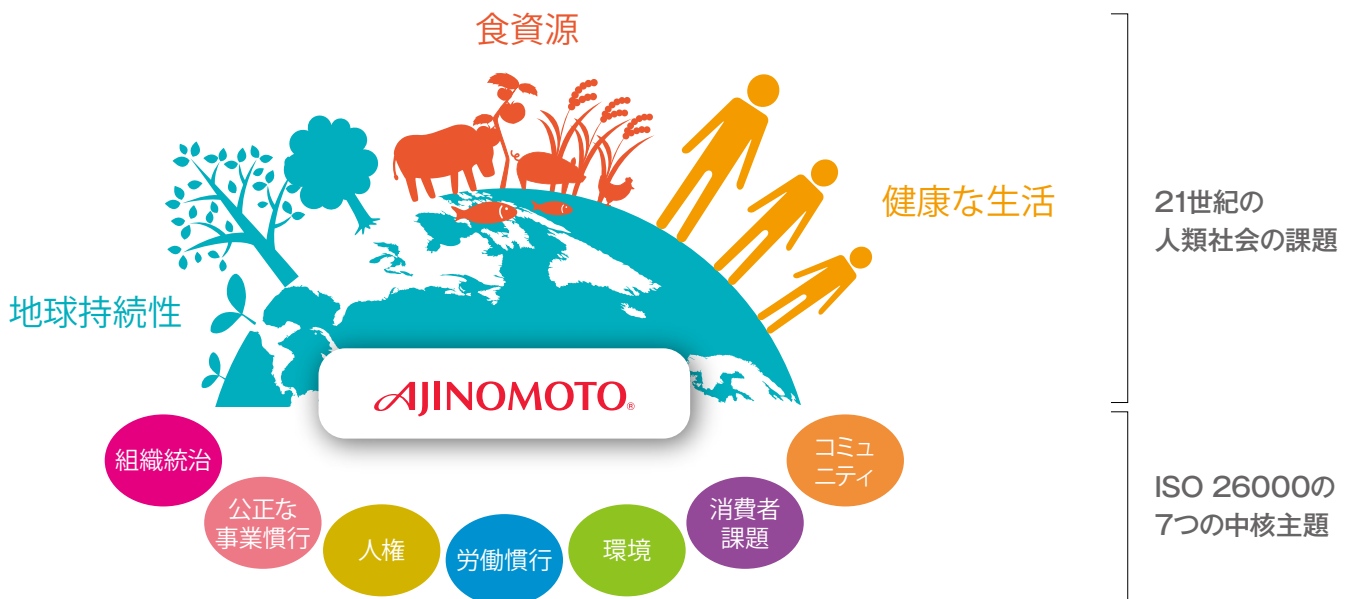 食資源
健康な生活
地球持続性
21世紀の
人類社会の課題
AJINOMOTO®
組織統治
公正な
事業慣行
人権
労働慣行
環境
消費者
課題
コミュ
ニティ
ISO 26000の
7つの中核主題